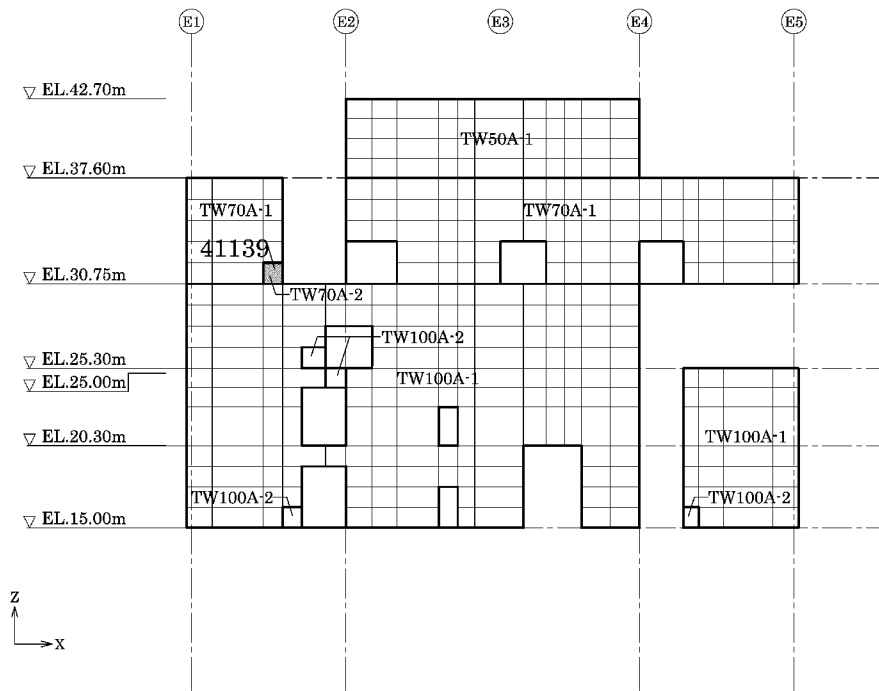 E1 E2 E3 E4 E5
EL.42.70m
TW50A-1
EL.37.60m
TW70A-1 TW70A-1
41139
EL.30.75m
TW70A-2
TW100A-2
EL.25.30m
EL.25.00m
TW100A-1
EL.20.30m
TW100A-1
TW100A-2 TW100A-2
EL.15.00m
Z
X